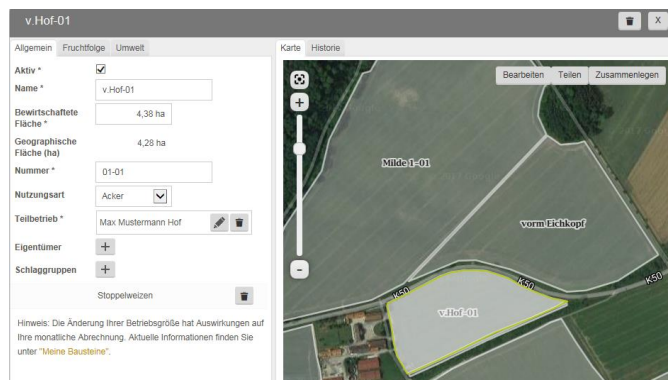 v.Hof-01
X
Allgemein Fruchtfolge Umwelt
Aktiv *
Name * v.Hof-01
Bewirtschaftete Fläche * 4,38 ha
Geographische Fläche (ha) 4,28 ha
Nummer * 01-01
Nutzungsart Acker
Teilbetrieb * Max Mustermann Hof
Eigentümer +
Schlaggruppen +
Stoppelweizen
Hinweis: Die Änderung Ihrer Betriebsgröße hat Auswirkungen auf
Ihre monatliche Abrechnung. Aktuelle Informationen finden Sie
unter "Meine Bausteine".
Karte Historie
Bearbeiten Teilen Zusammenlegen
+
Milde 1-01
vorm Eichkopf
-
K50
K50
K50
v.Hof-01